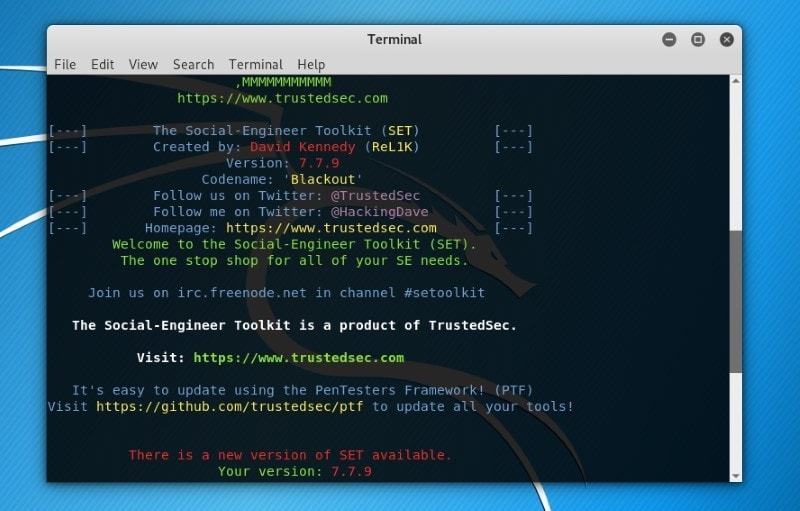 Terminal
File Edit View Search Terminal Help
,MMMMMMMMMMM
https://www.trustedsec.com
[---] The Social-Engineer Toolkit (SET) [---]
[---] Created by: David Kennedy (ReL1K) [---]
Version: 7.7.9
Codename: 'Blackout'
[---] Follow us on Twitter: @TrustedSec [---]
[---] Follow me on Twitter: @HackingDave [---]
[---] Homepage: https://www.trustedsec.com [---]
Welcome to the Social-Engineer Toolkit (SET).
The one stop shop for all of your SE needs.
Join us on irc.freenode.net in channel #setoolkit
The Social-Engineer Toolkit is a product of TrustedSec.
Visit: https://www.trustedsec.com
It's easy to update using the PenTesters Framework! (PTF)
Visit https://github.com/trustedsec/ptf to update all your tools!
There is a new version of SET available.
Your version: 7.7.9